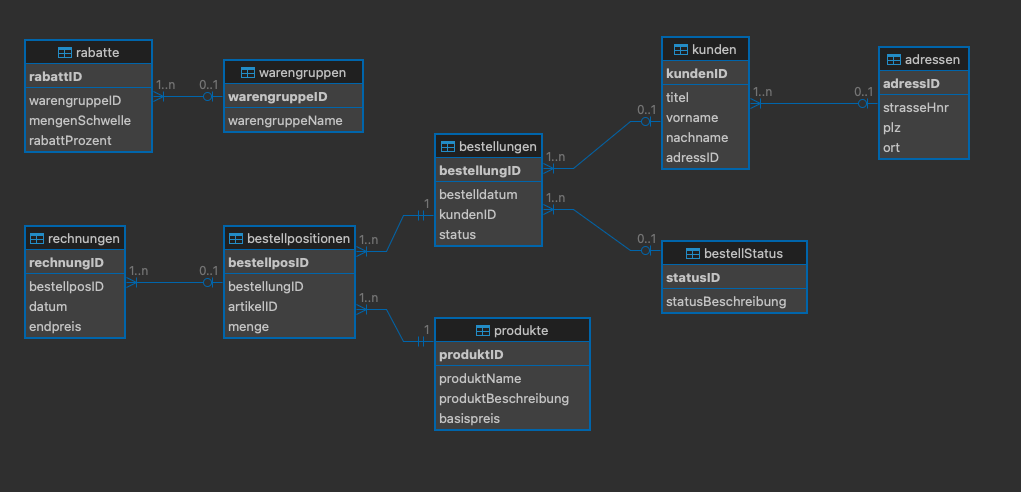 rabatte
rabattID
warengruppeID
mengenSchwelle
rabattProzent
1..n
0..1
warengruppen
warengruppeID
warengruppeName
kunden
kundenID
titel
vorname
nachname
adressID
1..n
0..1
adressen
adressID
strasseHnr
plz
ort
0..1
bestellungen
bestellungID
bestelldatum
kundenID
status
1..n
1..n
0..1
bestellStatus
statusID
statusBeschreibung
rechnungen
rechnungID
bestellposID
datum
endpreis
1..n
0..1
bestellpositionen
bestellposID
bestellungID
artikelID
menge
1
1..n
1..n
1
produkte
produktID
produktName
produktBeschreibung
basispreis